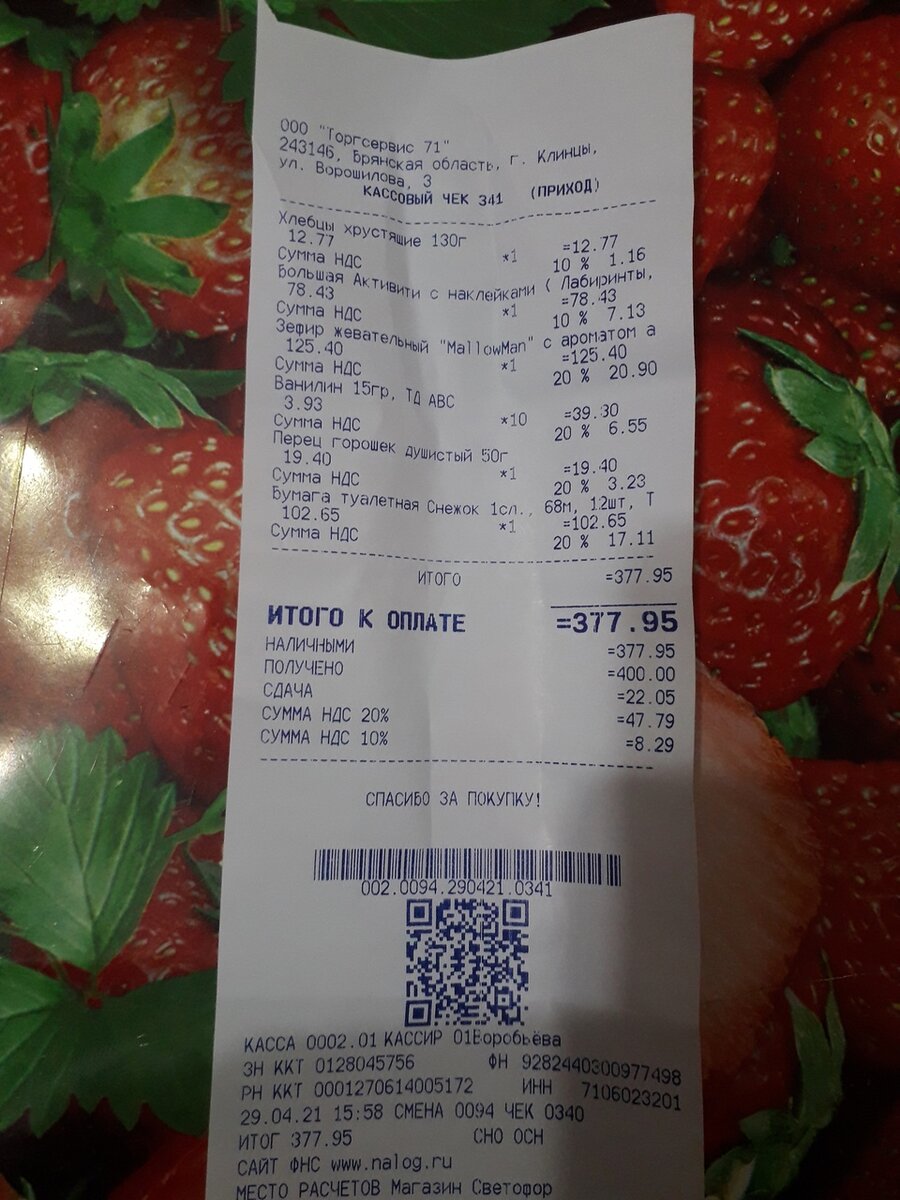 ООО "Торгсервис 71"
243146, Брянская область, г. Клинцы,
ул. Ворошилова, 3
КАССОВЫЙ ЧЕК 341 (ПРИХОД)
Хлебцы хрустящие 130г
12.77 *1 =12.77
Сумма НДС 10 % 1.16
Большая Активити с наклейками ( Лабиринты,
78.43 *1 =78.43
Сумма НДС 10 % 7.13
Зефир жевательный "MallowMan" с ароматом а
125.40 *1 =125.40
Сумма НДС 20 % 20.90
Ванилин 15гр, ТД АВС
3.93 *10 =39.30
Сумма НДС 20 % 6.55
Перец горошек душистый 50г
19.40 *1 =19.40
Сумма НДС 20 % 3.23
Бумага туалетная Снежок 1сл., 68м, 12шт, Т
102.65 *1 =102.65
Сумма НДС 20 % 17.11
ИТОГО =377.95
ИТОГО К ОПЛАТЕ =377.95
НАЛИЧНЫМИ =377.95
ПОЛУЧЕНО =400.00
СДАЧА =22.05
СУММА НДС 20% =47.79
СУММА НДС 10% =8.29
СПАСИБО ЗА ПОКУПКУ!
002.0094.290421.0341
КАССА 0002.01 КАССИР 01Воробьёва
ЗН ККТ 0128045756 ФН 9282440300977498
РН ККТ 0001270614005172 ИНН 7106023201
29.04.21 15:58 СМЕНА 0094 ЧЕК 0340
ИТОГ 377.95 СНО ОСН
САЙТ ФНС www.nalog.ru
МЕСТО РАСЧЕТОВ Магазин Светофор